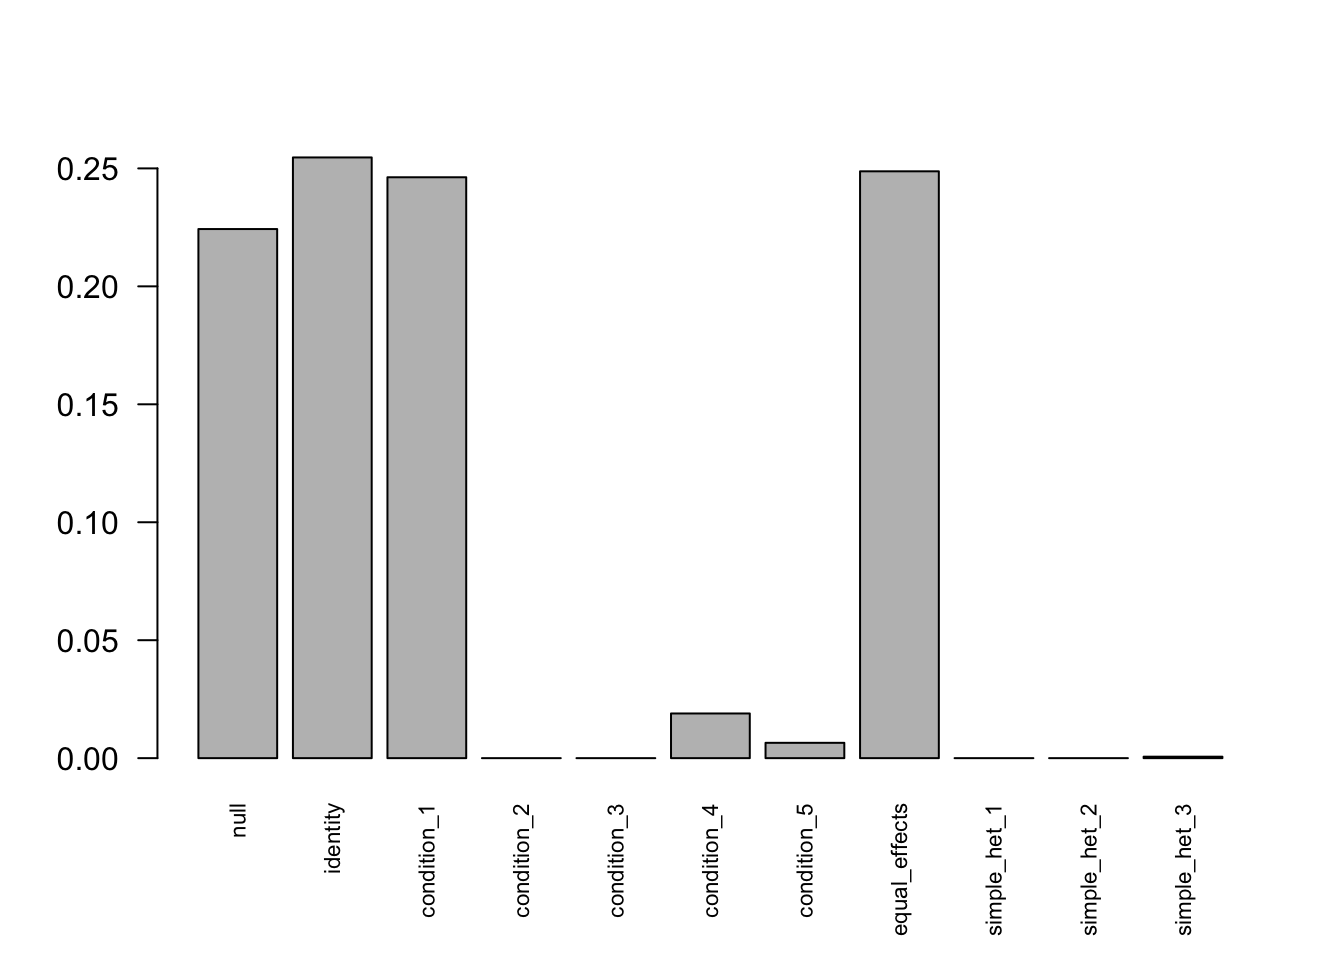 0.25
0.20
0.15
0.10
0.05
0.00
null
identity
condition_1
condition_2
condition_3
condition_4
condition_5
equal_effects
simple_het_1
simple_het_2
simple_het_3